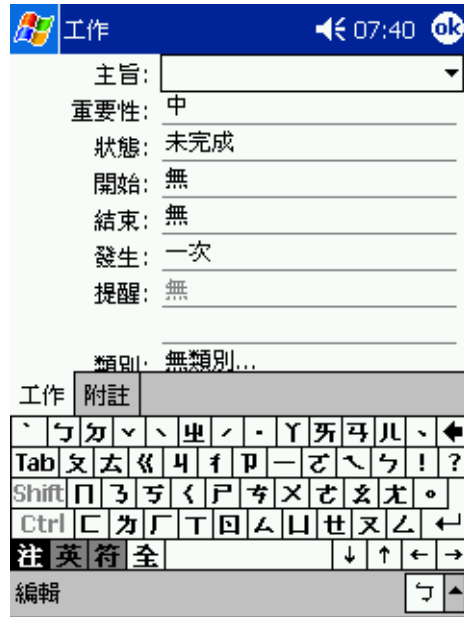 工作 07:40 ok
主旨:
重要性: 中
狀態: 未完成
開始: 無
結束: 無
發生: 一次
提醒: 無
類別: 無類別...
工作 附註
ˋ ㄅ ㄉ ˇ ˋ ㄓ ˊ ˙ ㄚ ㄞ ㄢ ㄦ 、
Tab ㄆ ㄊ ㄍ ㄐ ㄔ ㄗ ㄧ ㄛ ㄟ ㄣ ! ?
Shift ㄇ ㄋ ㄎ ㄑ ㄕ ㄘ ㄨ ㄜ ㄠ ㄤ 。
Ctrl ㄈ ㄌ ㄏ ㄒ ㄖ ㄙ ㄩ ㄝ ㄡ ㄥ ↵
注 英 符 全 ↓ ↑ ← →
編輯 ㄅ